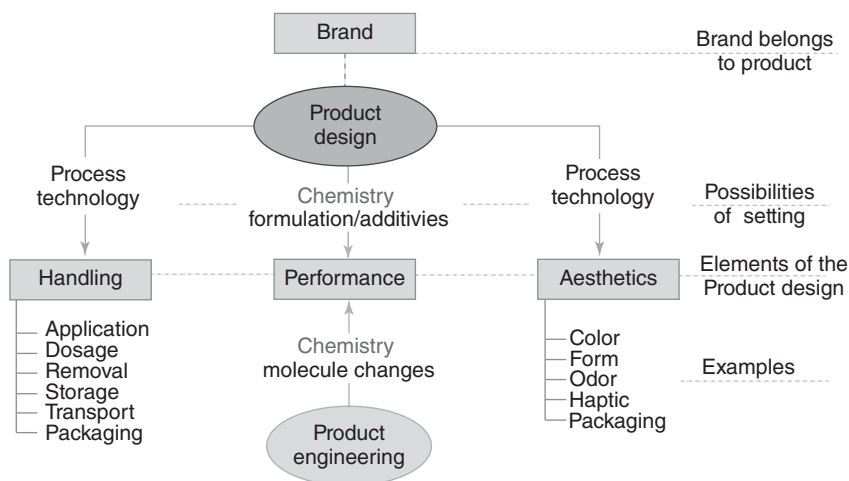 Brand
Brand belongs
to product
Product
design
Process
technology
Chemistry
formulation/additivies
Process
technology
Possibilities
of setting
Handling
Performance
Aesthetics
Elements of the
Product design
Application
Dosage
Removal
Storage
Transport
Packaging
Chemistry
molecule changes
Color
Form
Odor
Haptic
Packaging
Examples
Product
engineering